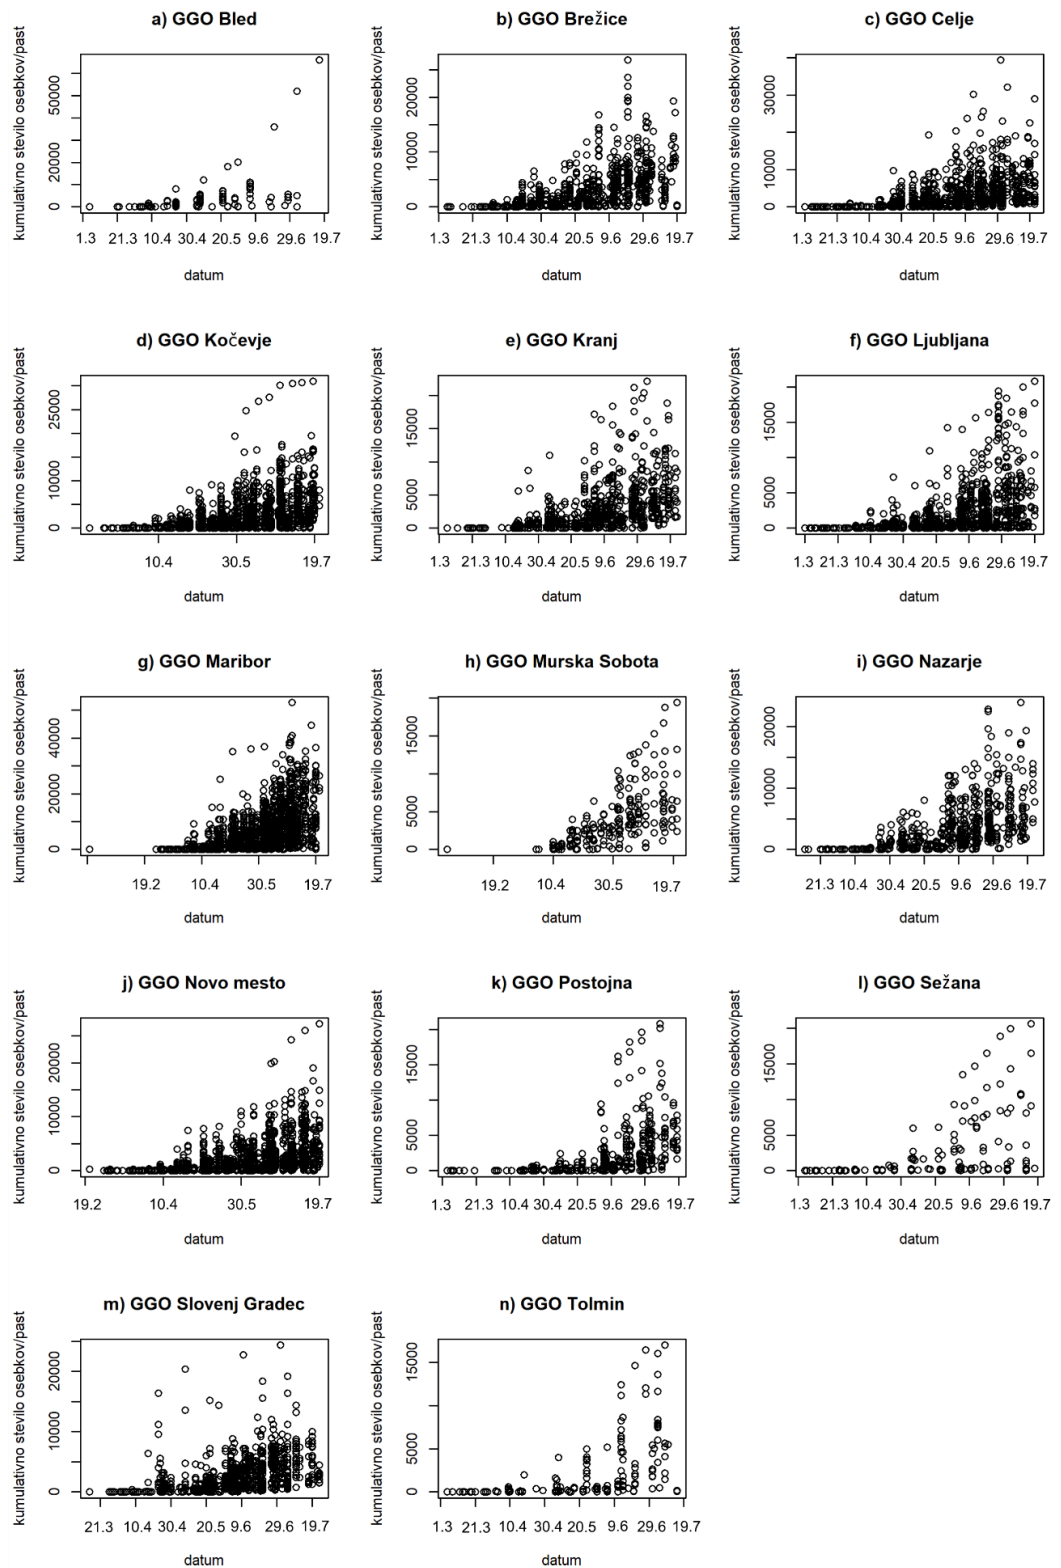 a) GGO Bled
kumulativno stevilo osebkov/past
0 20000 50000
1.3 21.3 10.4 30.4 20.5 9.6 29.6 19.7
datum
b) GGO Brežice
kumulativno stevilo osebkov/past
0 10000 20000
1.3 21.3 10.4 30.4 20.5 9.6 29.6 19.7
datum
c) GGO Celje
kumulativno stevilo osebkov/past
0 10000 30000
1.3 21.3 10.4 30.4 20.5 9.6 29.6 19.7
datum
d) GGO Kočevje
kumulativno stevilo osebkov/past
0 10000 25000
10.4 30.5 19.7
datum
e) GGO Kranj
kumulativno stevilo osebkov/past
0 5000 15000
1.3 21.3 10.4 30.4 20.5 9.6 29.6 19.7
datum
f) GGO Ljubljana
kumulativno stevilo osebkov/past
0 5000 15000
1.3 21.3 10.4 30.4 20.5 9.6 29.6 19.7
datum
g) GGO Maribor
kumulativno stevilo osebkov/past
0 20000 40000
19.2 10.4 30.5 19.7
datum
h) GGO Murska Sobota
kumulativno stevilo osebkov/past
0 5000 15000
19.2 10.4 30.5 19.7
datum
i) GGO Nazarje
kumulativno stevilo osebkov/past
0 10000 20000
21.3 10.4 30.4 20.5 9.6 29.6 19.7
datum
j) GGO Novo mesto
kumulativno stevilo osebkov/past
0 10000 20000
19.2 10.4 30.5 19.7
datum
k) GGO Postojna
kumulativno stevilo osebkov/past
0 5000 15000
1.3 21.3 10.4 30.4 20.5 9.6 29.6 19.7
datum
l) GGO Sežana
kumulativno stevilo osebkov/past
0 5000 15000
1.3 21.3 10.4 30.4 20.5 9.6 29.6 19.7
datum
m) GGO Slovenj Gradec
kumulativno stevilo osebkov/past
0 10000 20000
21.3 10.4 30.4 20.5 9.6 29.6 19.7
datum
n) GGO Tolmin
kumulativno stevilo osebkov/past
0 5000 15000
1.3 21.3 10.4 30.4 20.5 9.6 29.6 19.7
datum